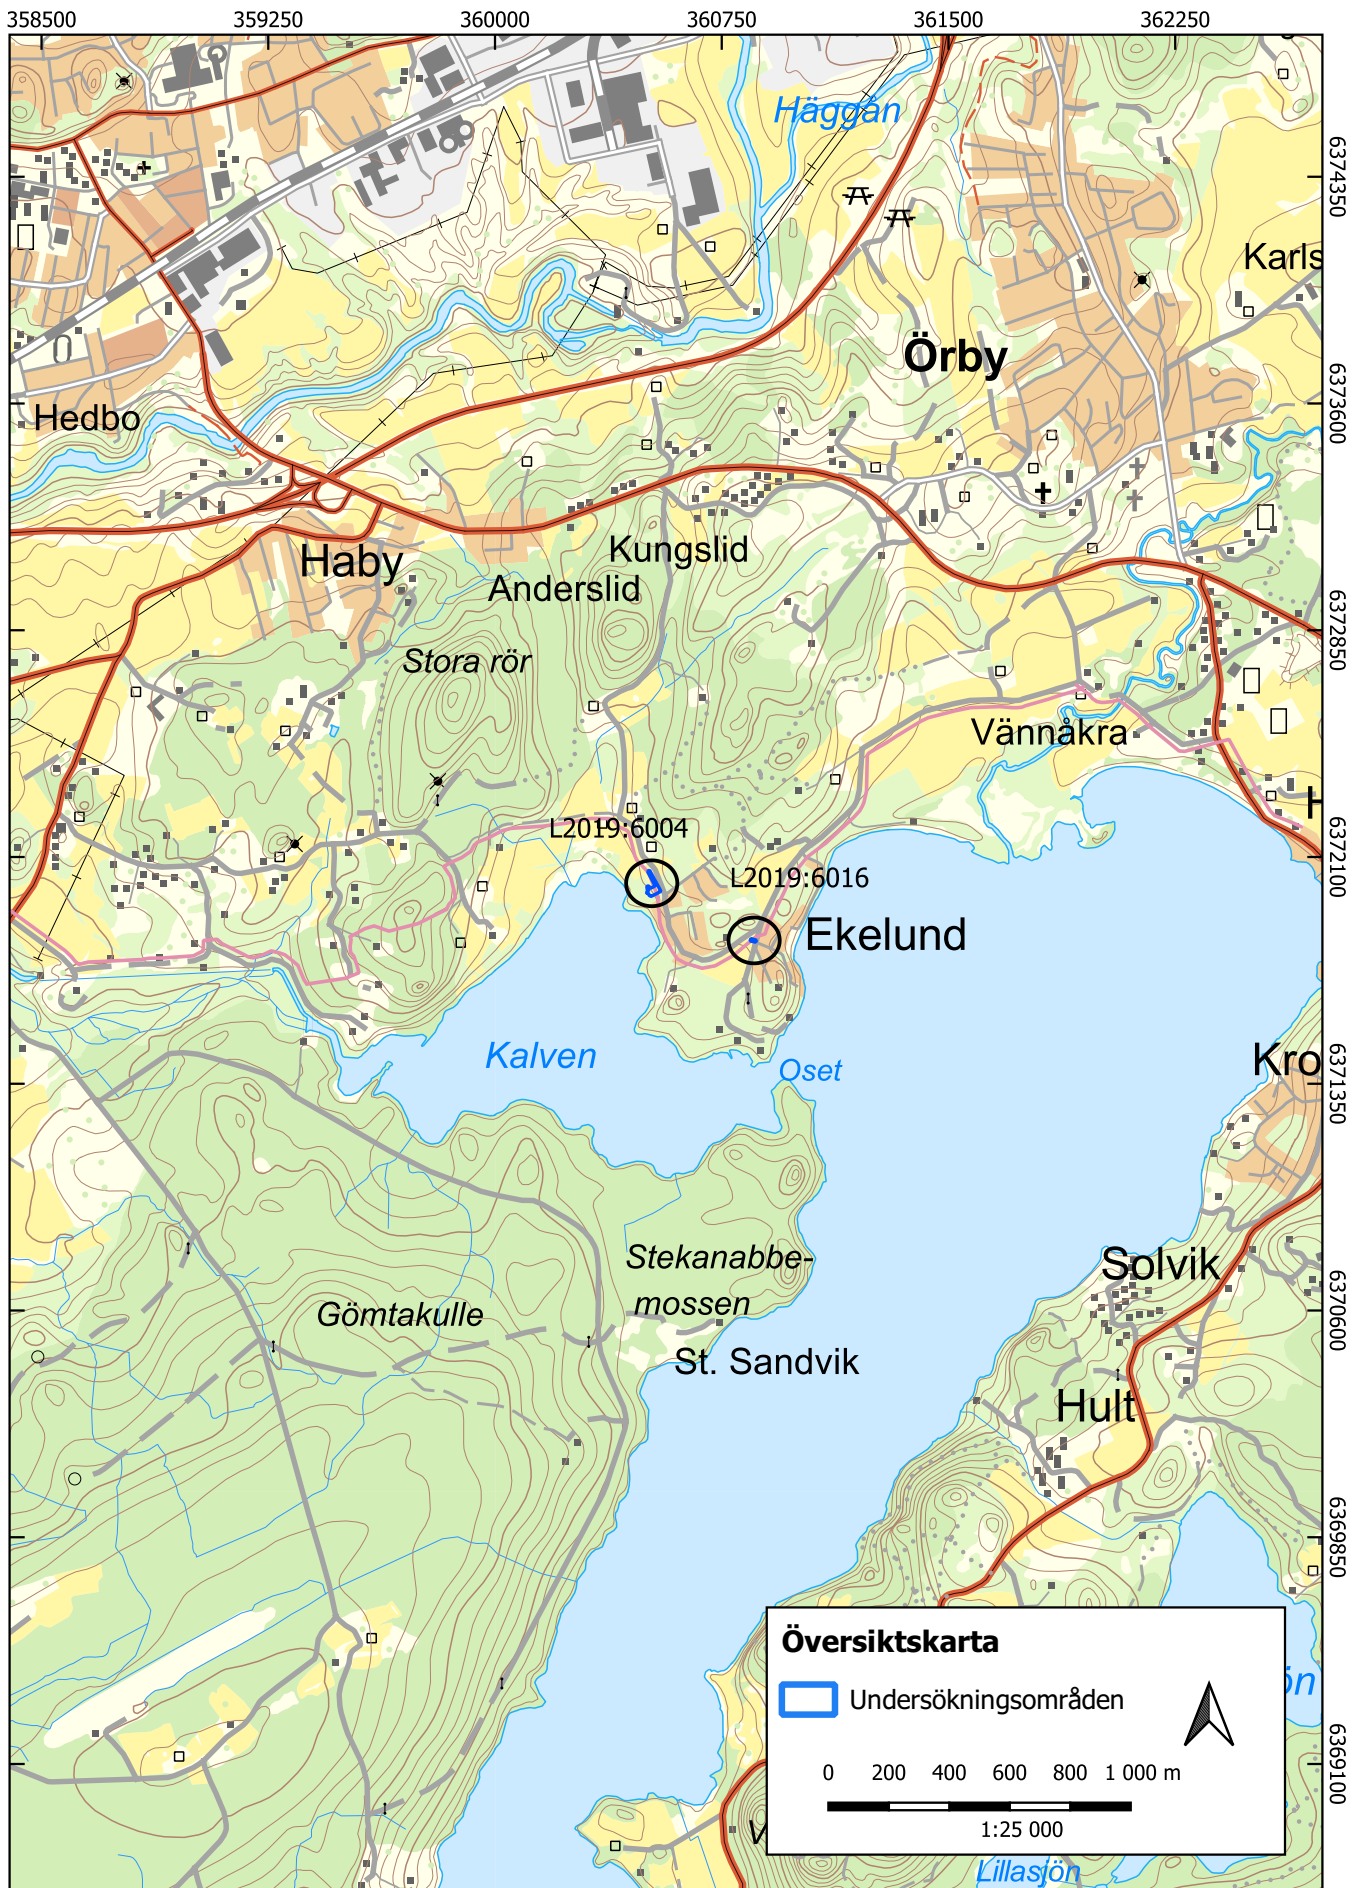 358500 359250 360000 360750 361500 362250
Häggån
6374350
Karls
Örby
Hedbo
6373600
Haby
Kungslid
Anderslid
Stora rör
6372850
Vännåkra
H
L2019:6004
L2019:6016
6372100
Ekelund
Kalven
Oset
Kro
6371350
Stekanabbe-
mossen
Solvik
Gömtakulle
6370600
St. Sandvik
Hult
6369850
Översiktskarta
Undersökningsområden
ön
0 200 400 600 800 1 000 m
1:25 000
6369100
V
Lillasjön